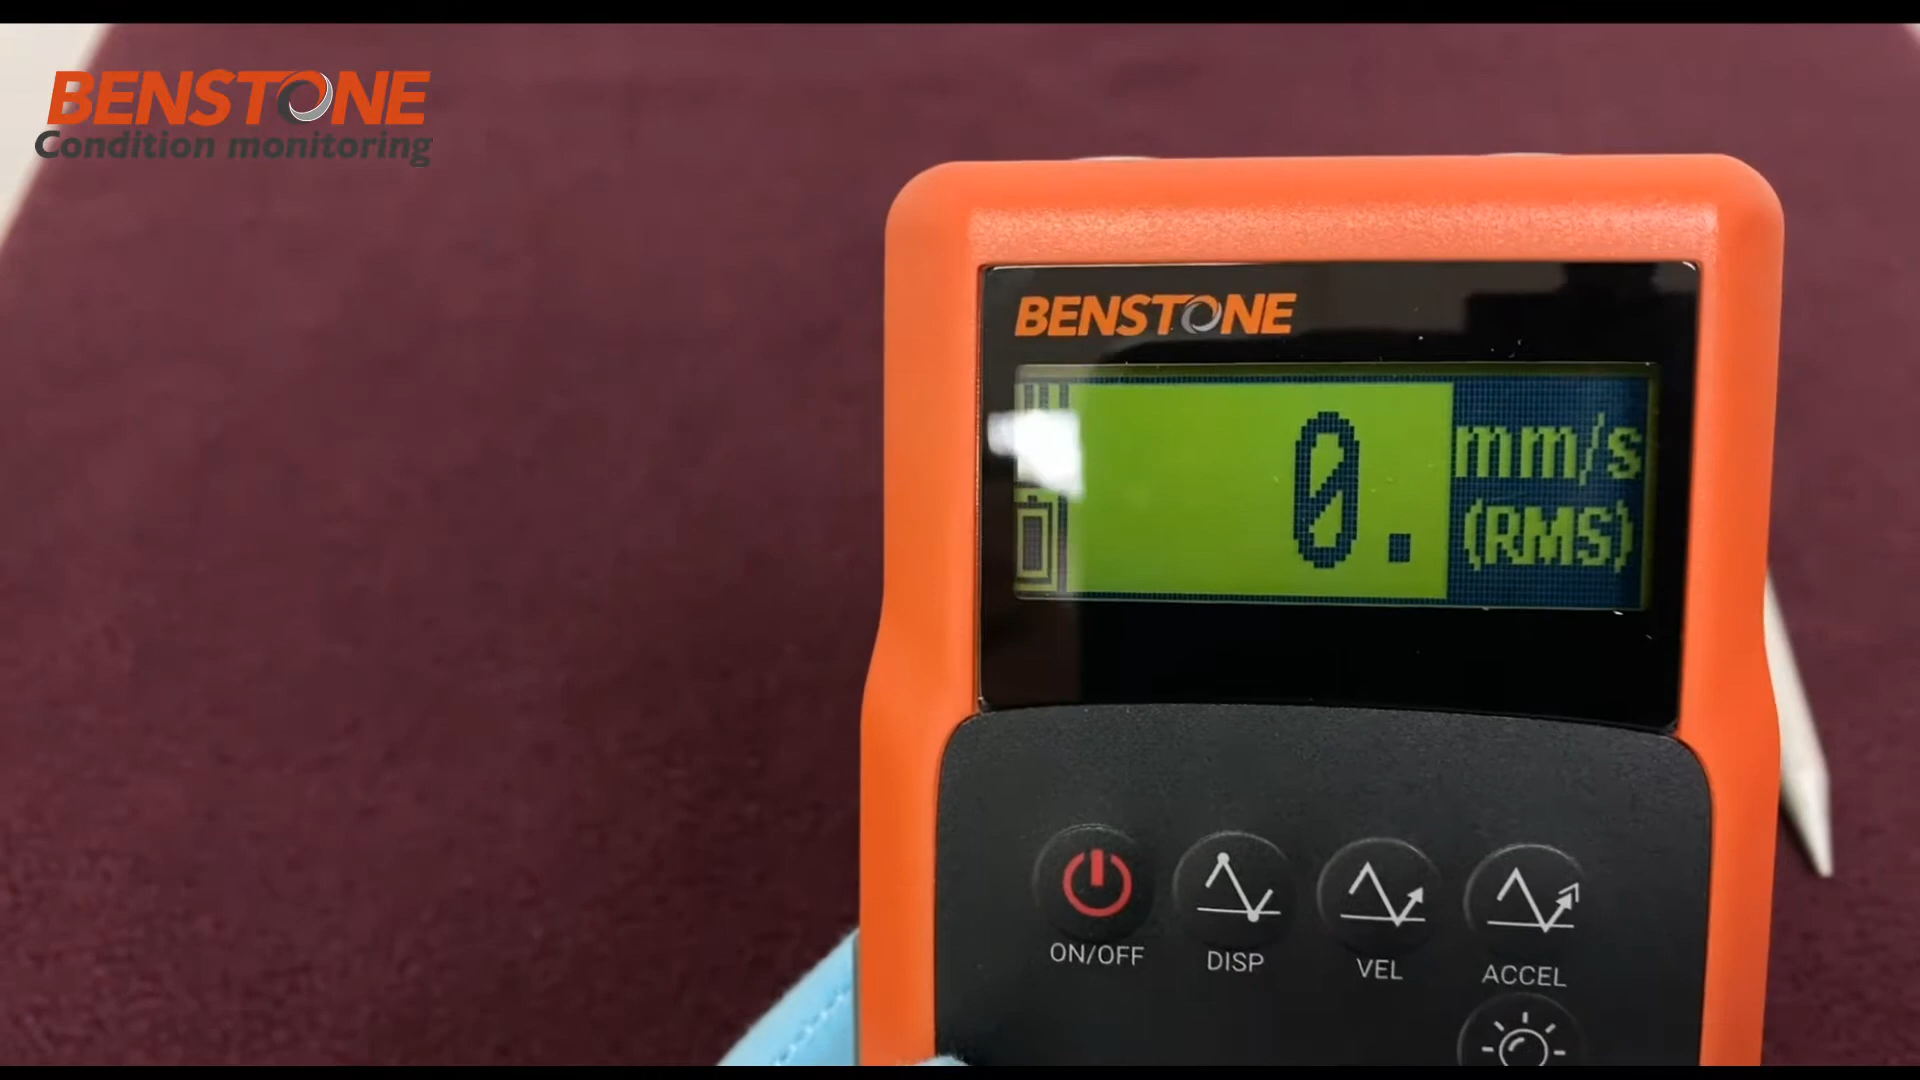 BENSTONE
Condition monitoring
BENSTONE
0.
mm/s
(RMS)
ON/OFF
DISP
VEL
ACCEL